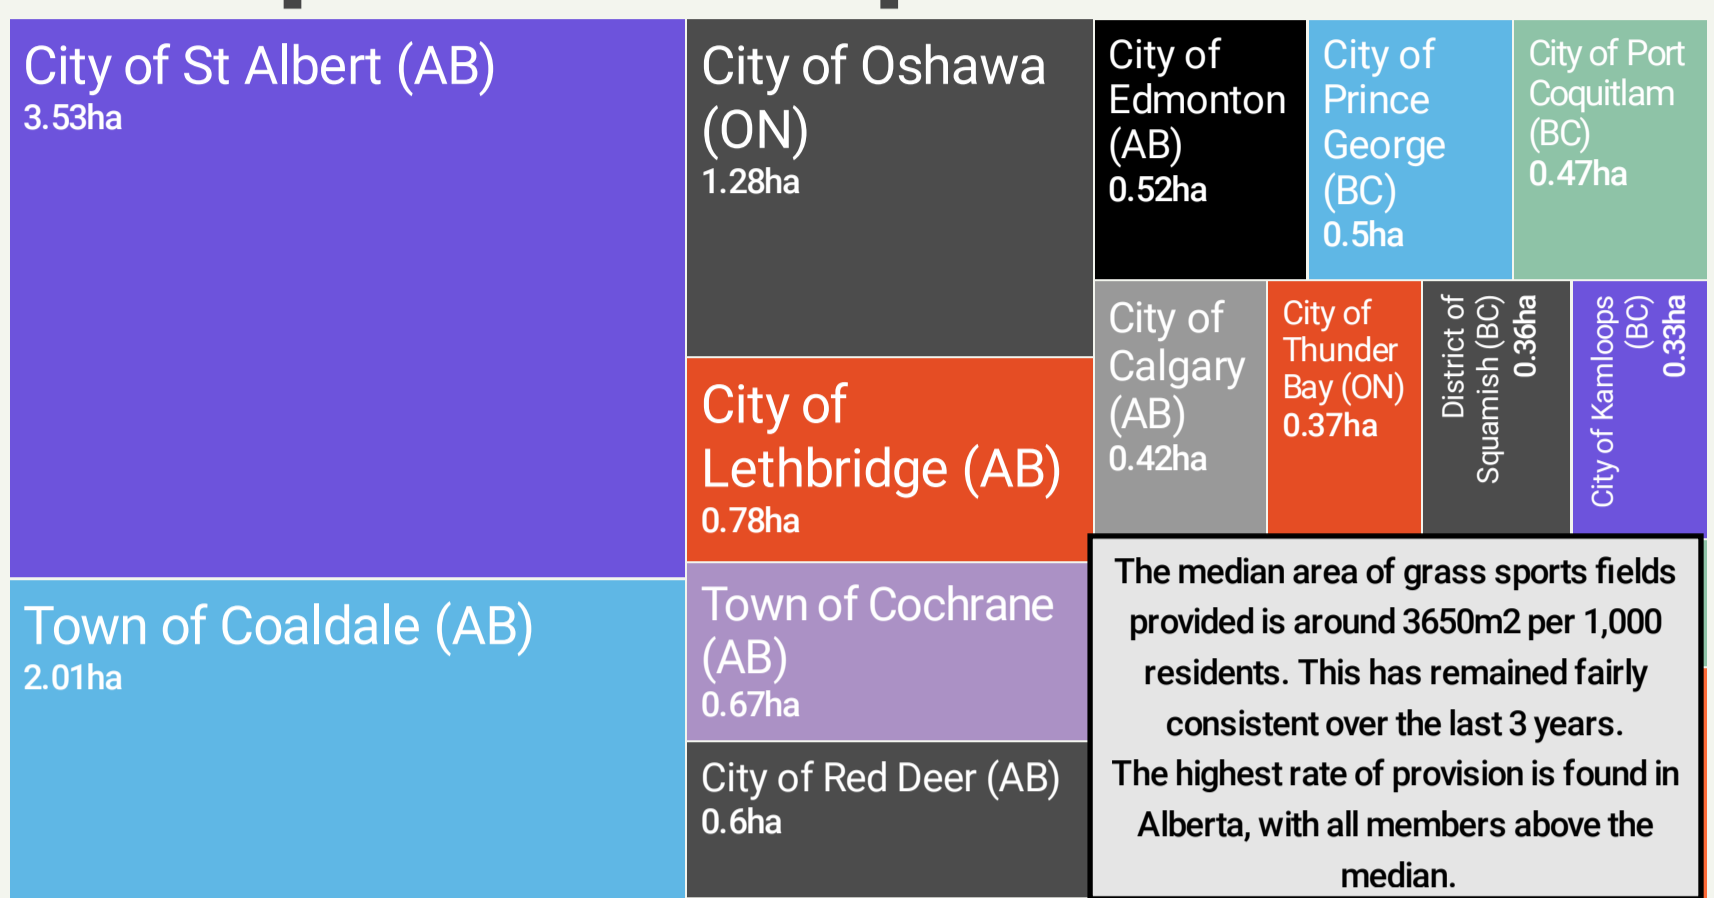 City of St Albert (AB)
3.53ha
Town of Coaldale (AB)
2.01ha
City of Oshawa
(ON)
1.28ha
City of
Lethbridge (AB)
0.78ha
Town of Cochrane
(AB)
0.67ha
City of Red Deer (AB)
0.6ha
City of
Edmonton
(AB)
0.52ha
City of
Prince
George
(BC)
0.5ha
City of Port
Coquitlam
(BC)
0.47ha
City of
Calgary
(AB)
0.42ha
City of
Thunder
Bay (ON)
0.37ha
District of
Squamish (BC)
0.36ha
City of Kamloops
(BC)
0.33ha
The median area of grass sports fields
provided is around 3650m2 per 1,000
residents. This has remained fairly
consistent over the last 3 years.
The highest rate of provision is found in
Alberta, with all members above the
median.